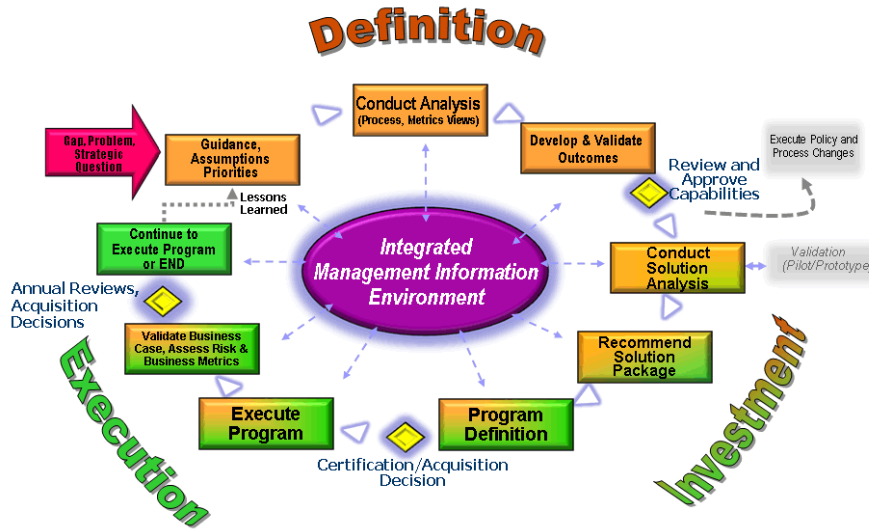 Definition
Conduct Analysis
(Process, Metrics Views)
Gap, Problem,
Strategic
Question
Guidance,
Assumptions
Priorities
Develop & Validate
Outcomes
Execute Policy and
Process Changes
Review and
Approve
Capabilities
Lessons
Learned
Continue to
Execute Program
or END
Integrated
Management Information
Environment
Conduct
Solution
Analysis
Validation
(Pilot/Prototype)
Annual Reviews,
Acquisition
Decisions
Validate Business
Case, Assess Risk &
Business Metrics
Recommend
Solution
Package
Execute
Program
Program
Definition
Certification/Acquisition
Decision
Execution
Investment